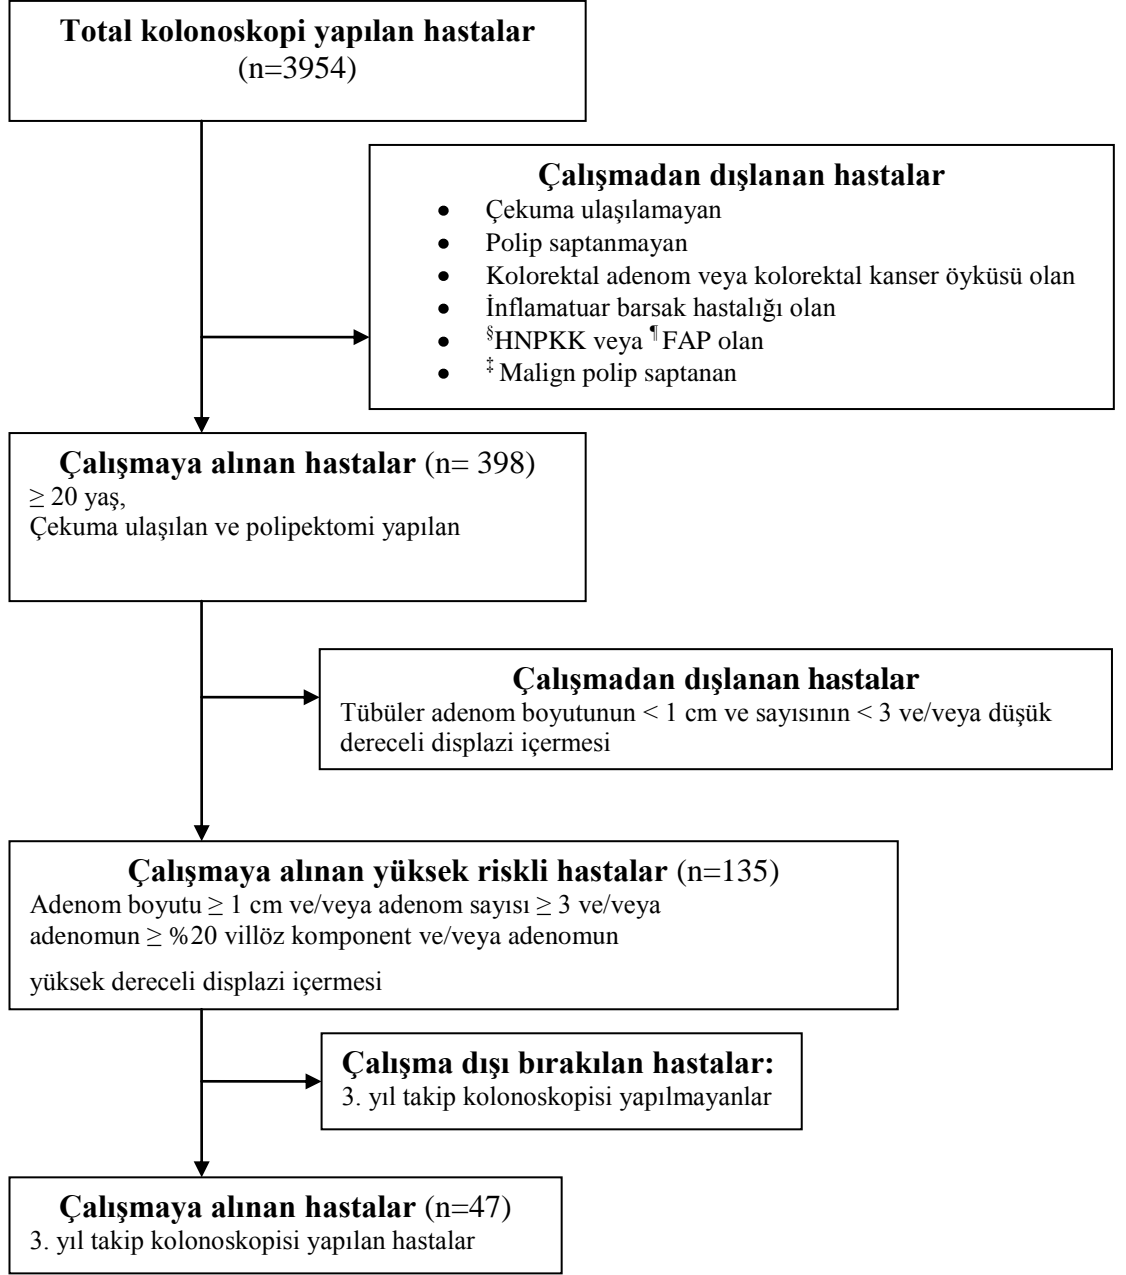 Total kolonoskopi yapılan hastalar
(n=3954)
Çalışmadan dışlanan hastalar
• Çekuma ulaşılamayan
• Polip saptanmayan
• Kolorektal adenom veya kolorektal kanser öyküsü olan
• İnflamatuar barsak hastalığı olan
• §HNPKK veya ¶FAP olan
• ‡ Malign polip saptanan
Çalışmaya alınan hastalar (n= 398)
≥ 20 yaş,
Çekuma ulaşılan ve polipektomi yapılan
Çalışmadan dışlanan hastalar
Tübüler adenom boyutunun < 1 cm ve sayısının < 3 ve/veya düşük
dereceli displazi içermesi
Çalışmaya alınan yüksek riskli hastalar (n=135)
Adenom boyutu ≥ 1 cm ve/veya adenom sayısı ≥ 3 ve/veya
adenomun ≥ %20 villöz komponent ve/veya adenomun
yüksek dereceli displazi içermesi
Çalışma dışı bırakılan hastalar:
3. yıl takip kolonoskopisi yapılmayanlar
Çalışmaya alınan hastalar (n=47)
3. yıl takip kolonoskopisi yapılan hastalar